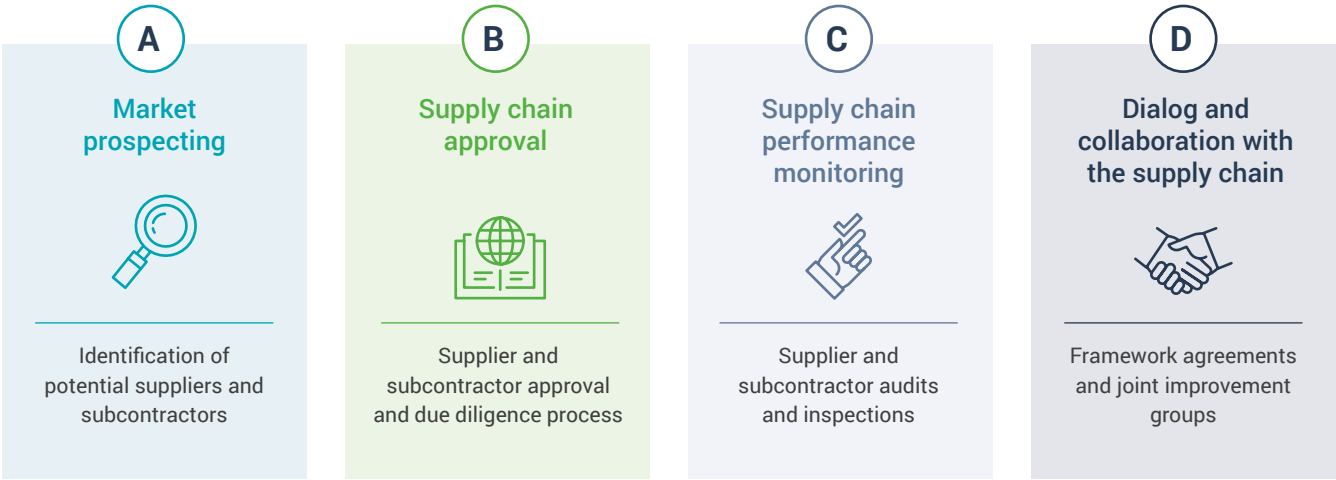 A
Market
prospecting
Identification of
potential suppliers and
subcontractors
B
Supply chain
approval
Supplier and
subcontractor approval
and due diligence process
C
Supply chain
performance
monitoring
Supplier and
subcontractor audits
and inspections
D
Dialog and
collaboration with
the supply chain
Framework agreements
and joint improvement
groups